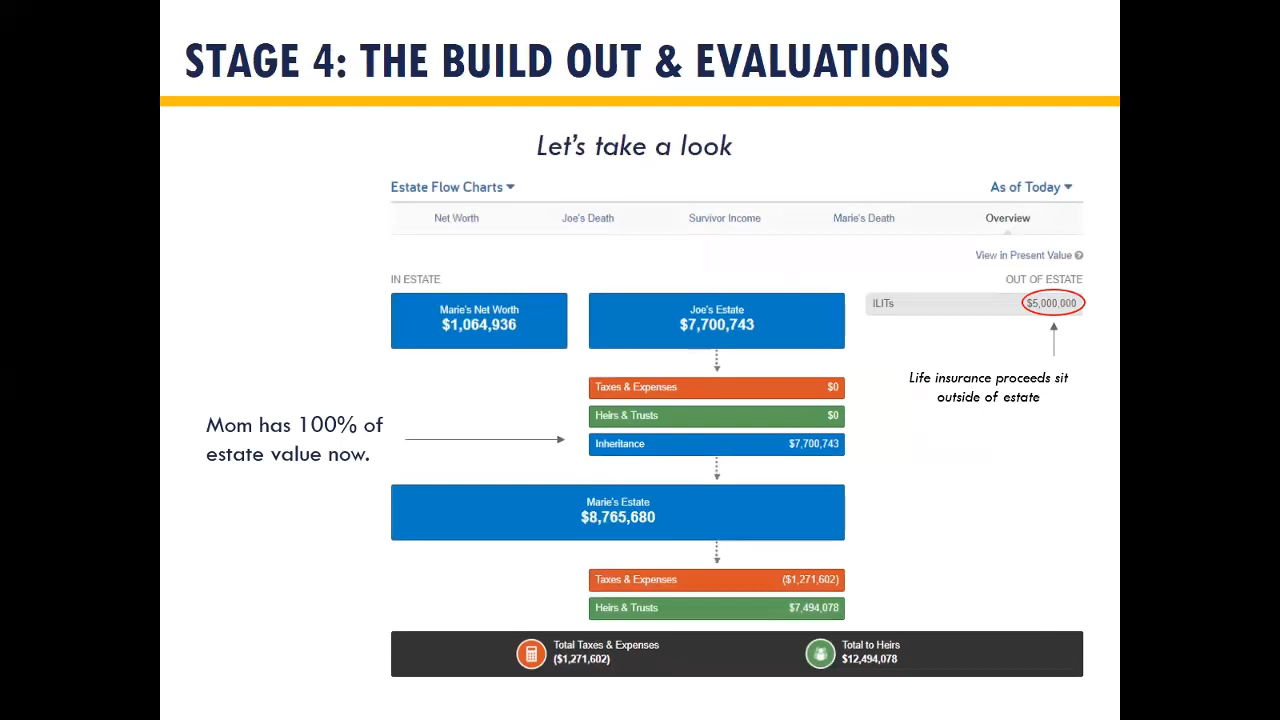 STAGE 4: THE BUILD OUT & EVALUATIONS
Let's take a look
Estate Flow Charts
As of Today
Net Worth
Joe's Death
Survivor Income
Marie's Death
Overview
View in Present Value ?
IN ESTATE
OUT OF ESTATE
Marie's Net Worth
$1,064,936
Joe's Estate
$7,700,743
ILITs $5,000,000
Life insurance proceeds sit
outside of estate
Taxes & Expenses $0
Heirs & Trusts $0
Inheritance $7,700,743
Mom has 100% of
estate value now.
Marie's Estate
$8,765,680
Taxes & Expenses ($1,271,602)
Heirs & Trusts $7,494,078
Total Taxes & Expenses
($1,271,602)
Total to Heirs
$12,494,078